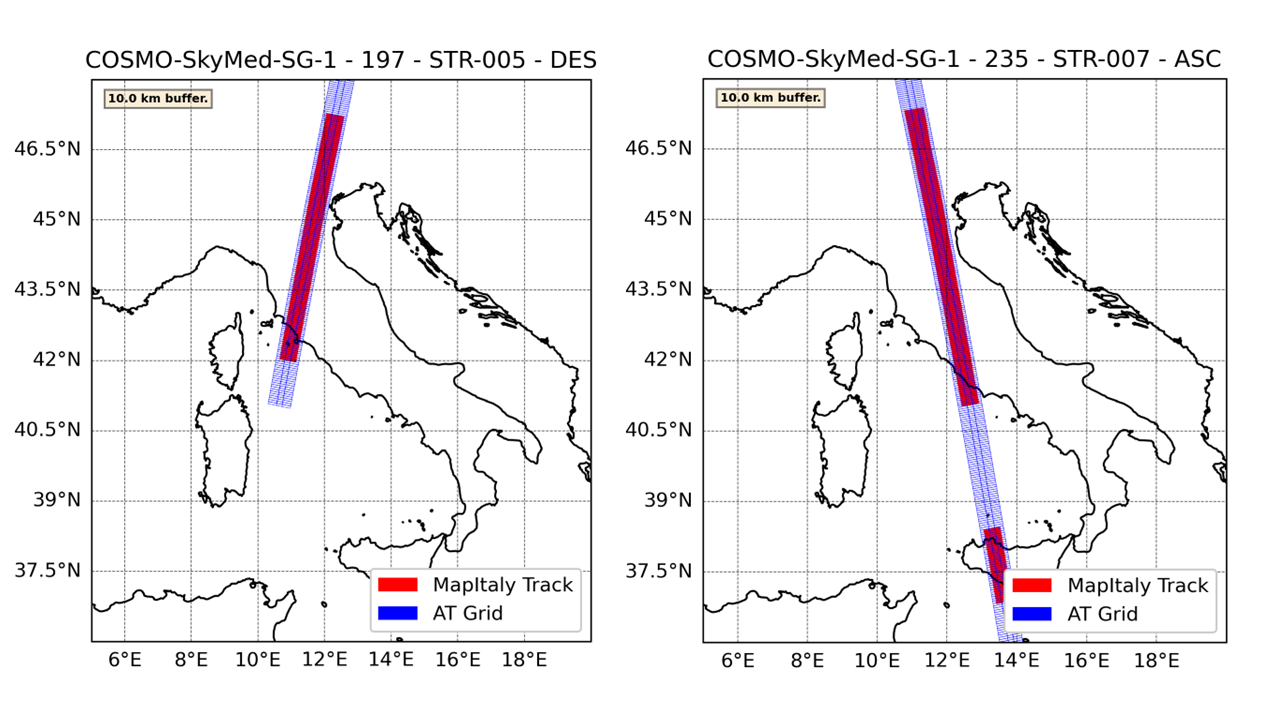 COSMO-SkyMed-SG-1 - 197 - STR-005 - DES
10.0 km buffer.
46.5°N
45°N
43.5°N
42°N
40.5°N
39°N
37.5°N
MapItaly Track
AT Grid
6°E 8°E 10°E 12°E 14°E 16°E 18°E
COSMO-SkyMed-SG-1 - 235 - STR-007 - ASC
10.0 km buffer.
46.5°N
45°N
43.5°N
42°N
40.5°N
39°N
37.5°N
MapItaly Track
AT Grid
6°E 8°E 10°E 12°E 14°E 16°E 18°E